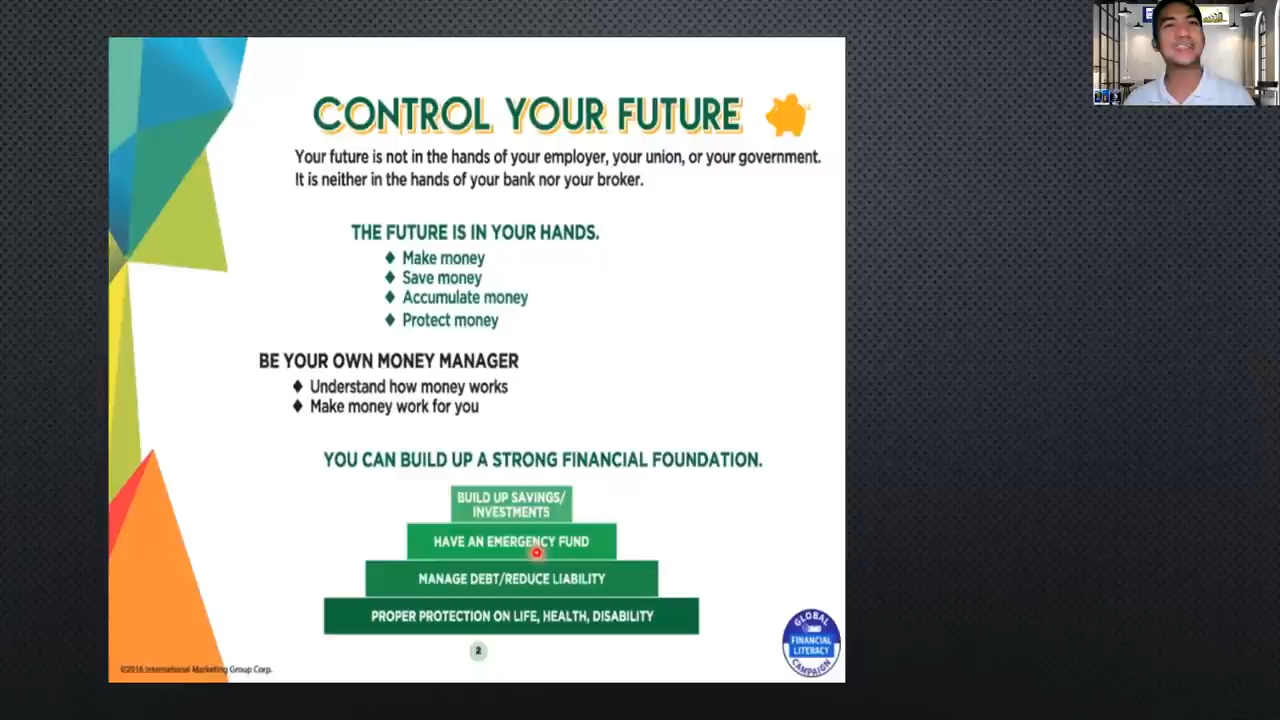 CONTROL YOUR FUTURE
Your future is not in the hands of your employer, your union, or your government.
It is neither in the hands of your bank nor your broker.
THE FUTURE IS IN YOUR HANDS.
Make money
Save money
Accumulate money
Protect money
BE YOUR OWN MONEY MANAGER
Understand how money works
Make money work for you
YOU CAN BUILD UP A STRONG FINANCIAL FOUNDATION.
BUILD UP SAVINGS/
INVESTMENTS
HAVE AN EMERGENCY FUND
MANAGE DEBT/REDUCE LIABILITY
PROPER PROTECTION ON LIFE, HEALTH, DISABILITY
2
GLOBAL
FINANCIAL
LITERACY
CAMPAIGN
©2016 International Marketing Group Corp.